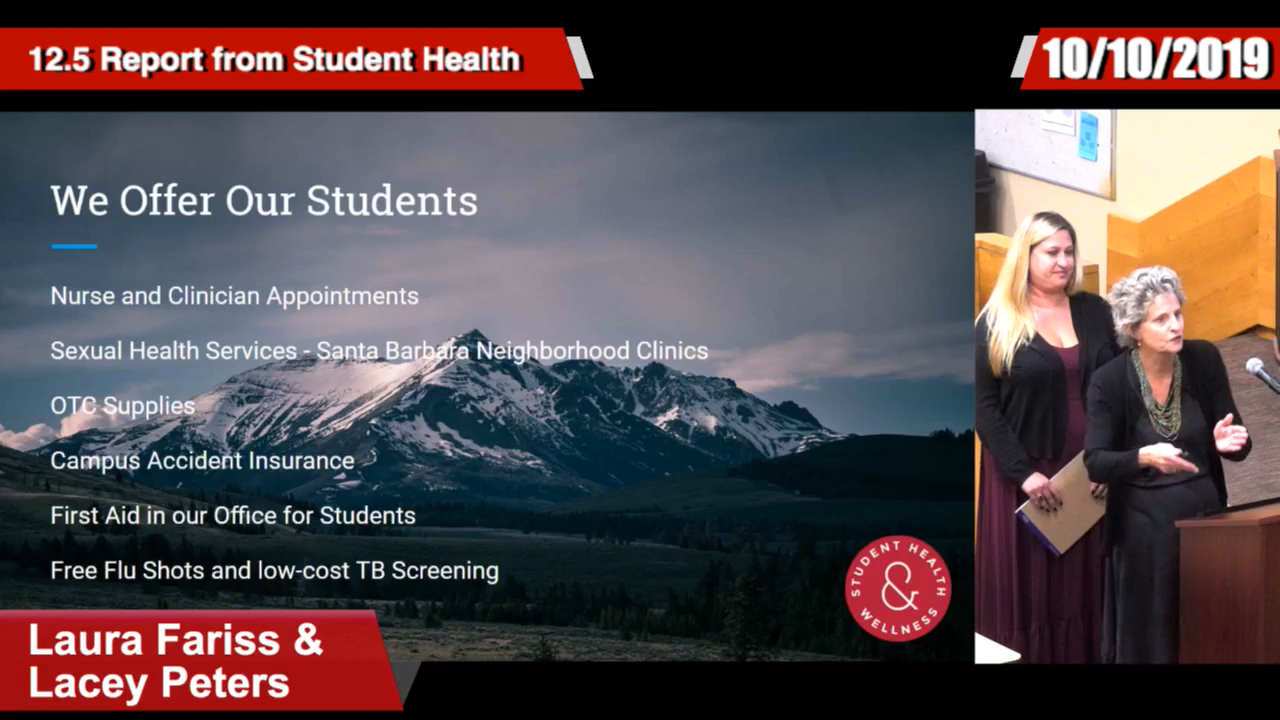 12.5 Report from Student Health
10/10/2019
We Offer Our Students
Nurse and Clinician Appointments
Sexual Health Services - Santa Barbara Neighborhood Clinics
OTC Supplies
Campus Accident Insurance
First Aid in our Office for Students
Free Flu Shots and low-cost TB Screening
STUDENT HEALTH
&
WELLNESS
Laura Fariss &
Lacey Peters